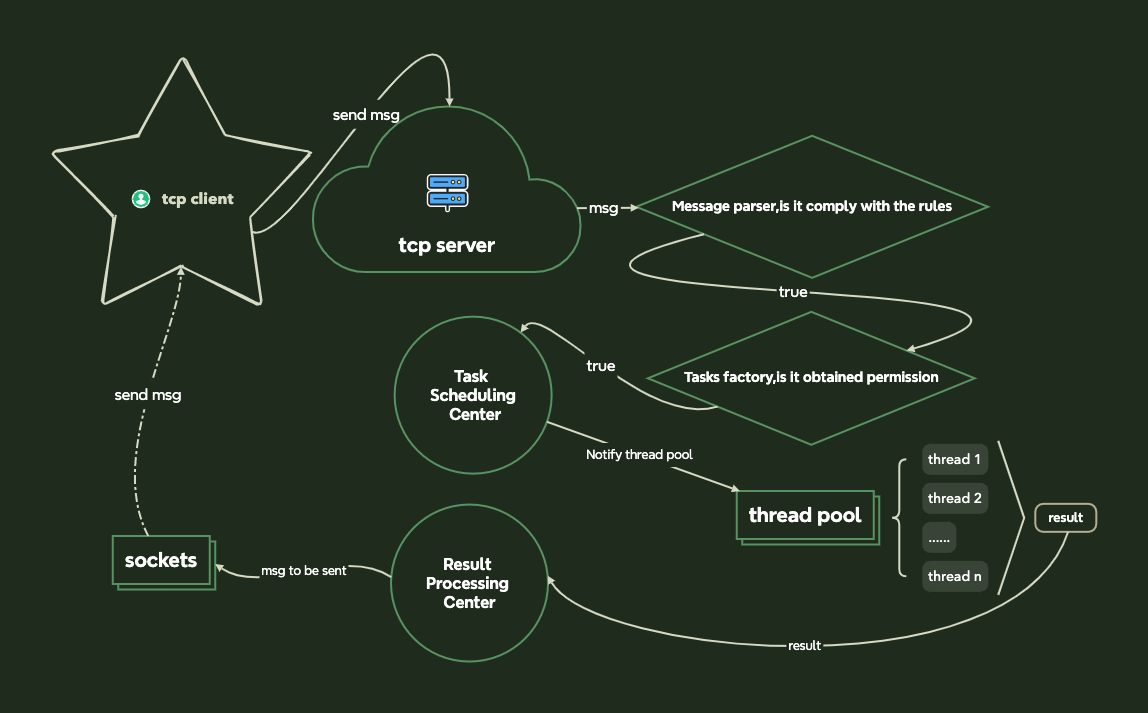 send msg
tcp client
tcp server
msg
Message parser,is it comply with the rules
true
Tasks factory,is it obtained permission
true
Task
Scheduling
Center
send msg
Notify thread pool
thread pool
thread 1
thread 2
......
thread n
result
sockets
msg to be sent
Result
Processing
Center
result